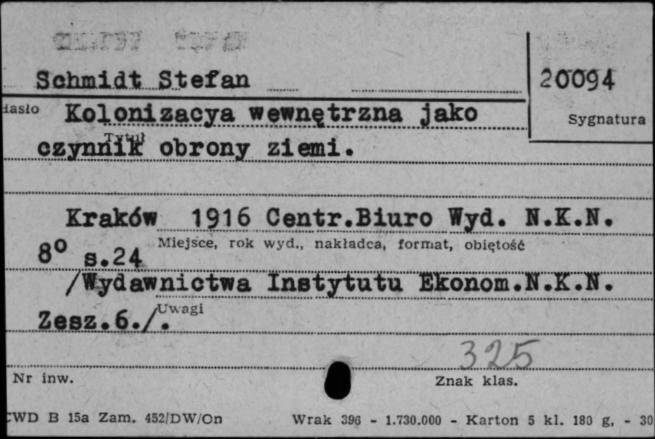 Schmidt Stefan
20094
Hasło
Kolonizacya wewnętrzna jako
Sygnatura
Tytuł
czynnik obrony ziemi.
Kraków 1916 Centr.Biuro Wyd. N.K.N.
Miejsce, rok wyd., nakładca, format, objętość
8° s.24
/Wydawnictwa Instytutu Ekonom.N.K.N.
Uwagi
Zesz.6./.
325
Nr inw.
Znak klas.
CWD B 15a Zam. 452/DW/On Wrak 396 - 1.730.000 - Karton 5 kl. 180 g, - 30